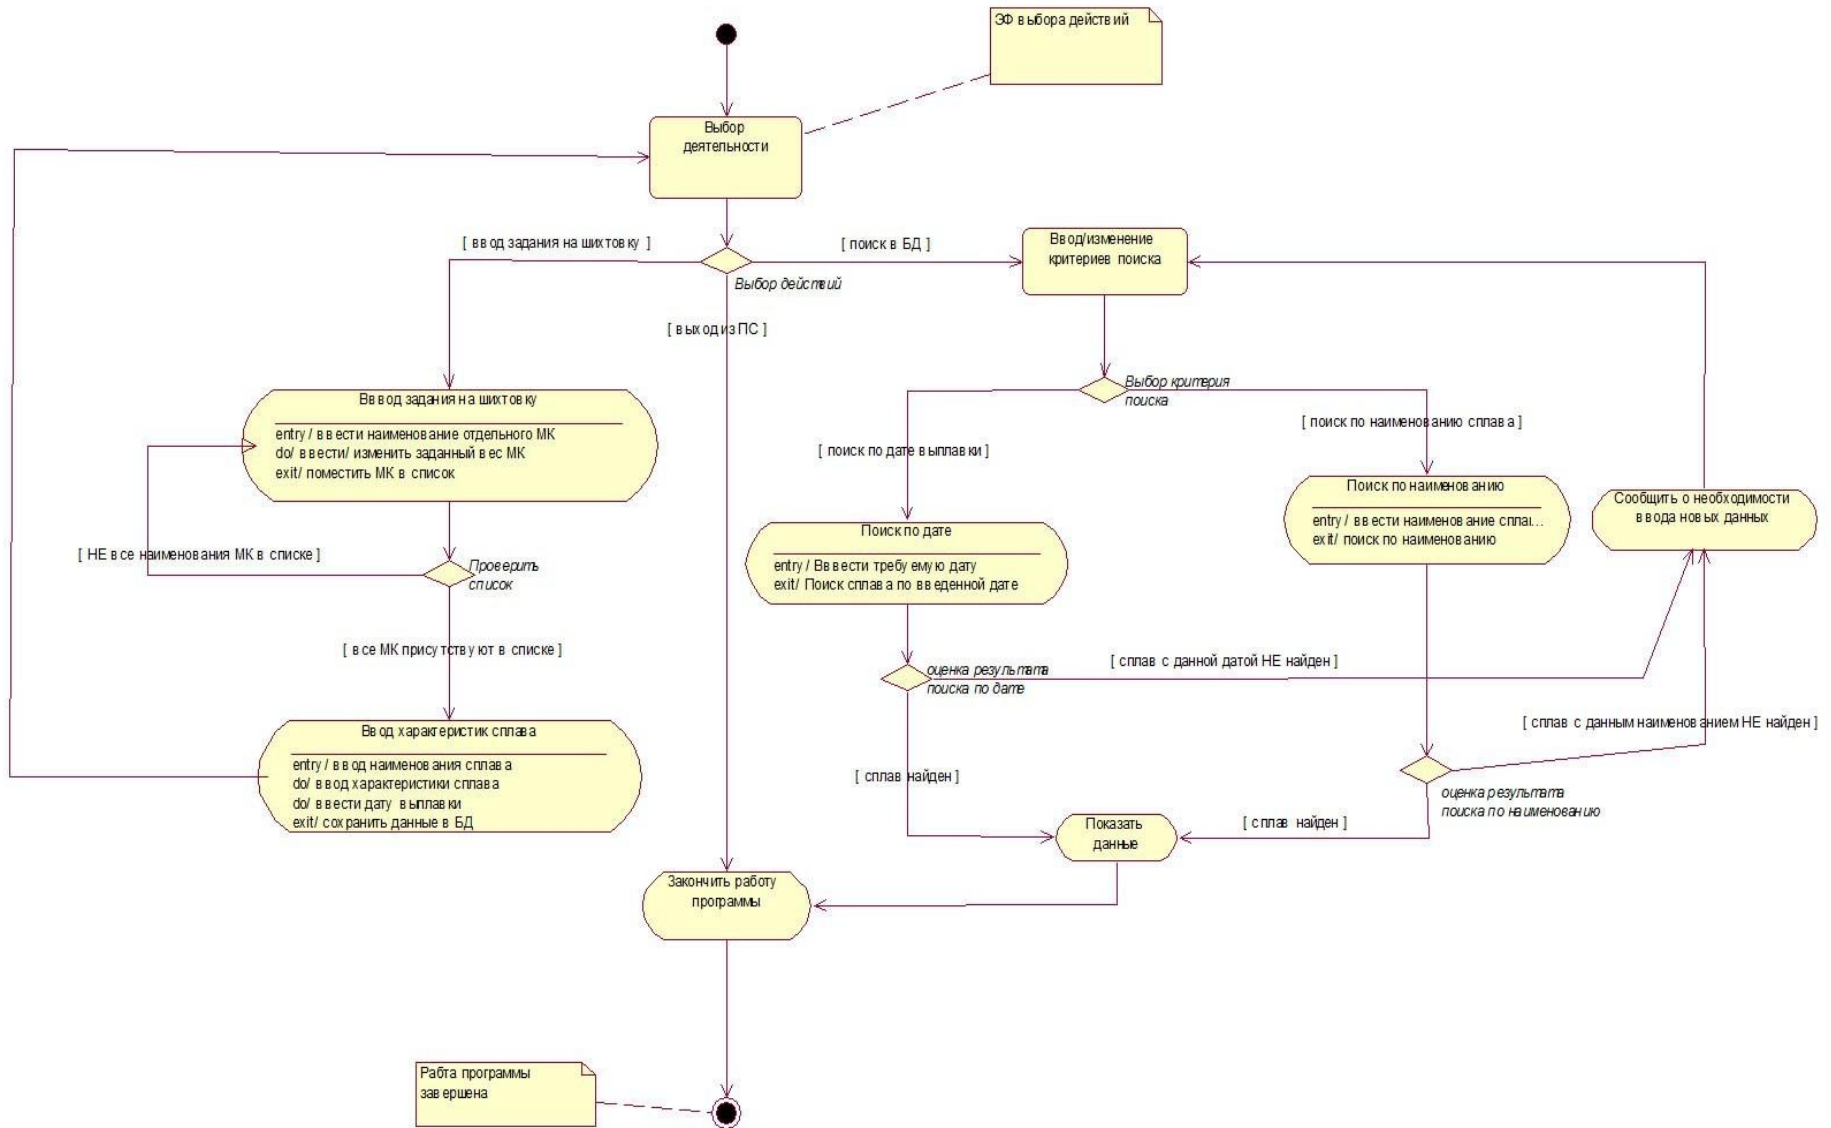 ЭФ выбора действий
Выбор
деятельности
[ ввод задания на шихтовку ]
[ поиск в БД ]
Ввод/изменение
критериев поиска
Выбор действий
[ выход из ПС ]
Выбор критерия
поиска
Вввод задания на шихтовку
entry/ ввести наименование отдельного МК
do/ ввести/ изменить заданный вес МК
exit/ поместить МК в список
[ поиск по наименованию сплава ]
[ поиск по дате выплавки ]
Поиск по наименованию
entry/ ввести наименование сплаı...
exit/ поиск по наименованию
Сообщить о необходимости
ввода новых данных
Поиск по дате
entry/ Вввести требуемую дату
exit/ Поиск сплава по введенной дате
[ НЕ все наименования МК в списке ]
Проверить
список
[ все МК присутствуют в списке ]
оценка результата
поиска по дате
[ сплав с данной датой НЕ найден ]
[ сплав с данным наименованием НЕ найден ]
Ввод характеристик сплава
entry/ ввод наименования сплава
do/ ввод характеристики сплава
do/ ввести дату выплавки
exit/ сохранить данные в БД
[ сплав найден ]
оценка результата
поиска по наименованию
Показать
данные
[ сплав найден ]
Закончить работу
программы
Рабта программы
завершена